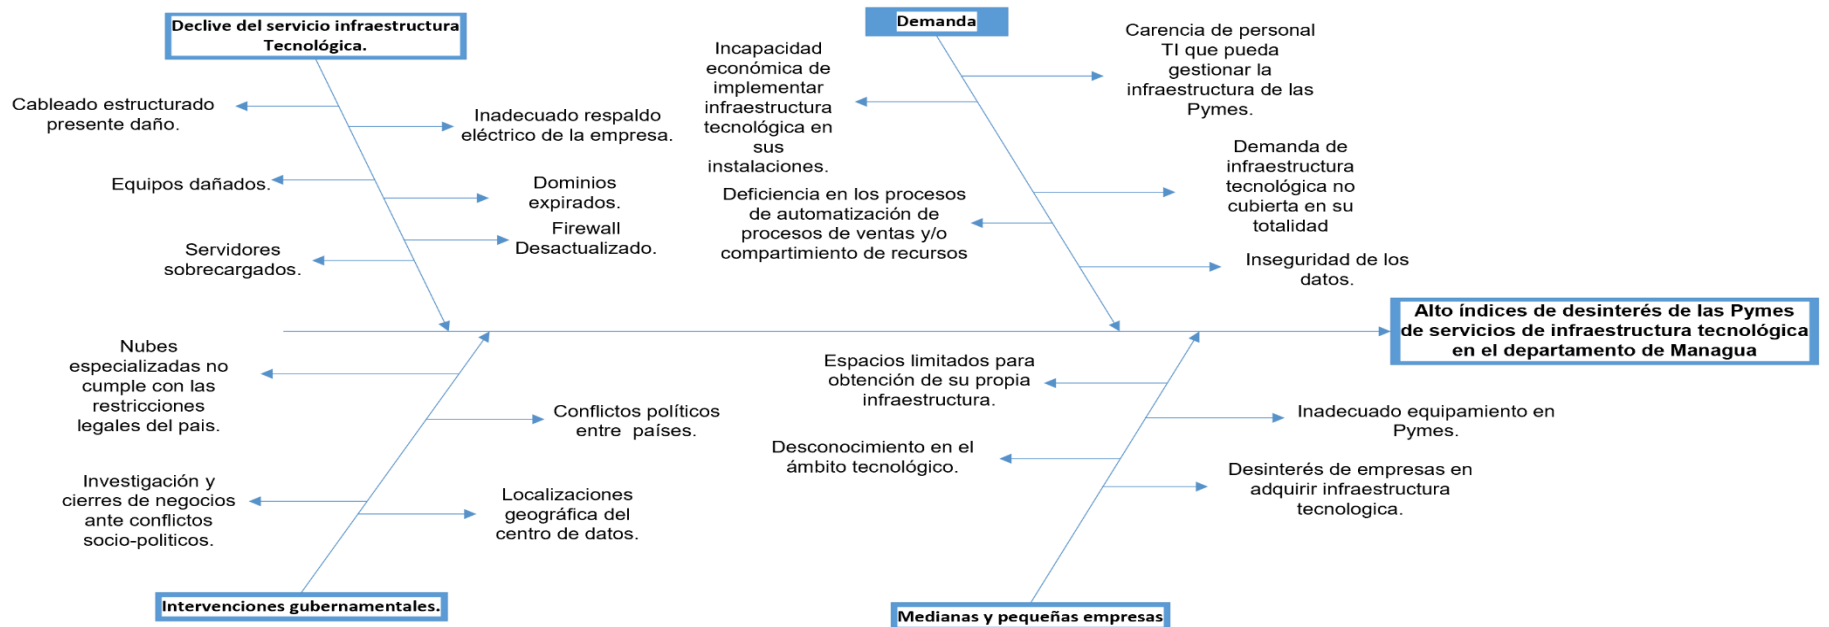 Declive del servicio infraestructura
Tecnológica.
Cableado estructurado
presente daño.
Inadecuado respaldo
eléctrico de la empresa.
Equipos dañados.
Dominios
expirados.
Firewall
Desactualizado.
Servidores
sobrecargados.
Demanda
Incapacidad
económica de
implementar
infraestructura
tecnológica en
sus
instalaciones.
Carencia de personal
TI que pueda
gestionar la
infraestructura de las
Pymes.
Deficiencia en los procesos
de automatización de
procesos de ventas y/o
compartimiento de recursos
Demanda de
infraestructura
tecnológica no
cubierta en su
totalidad
Inseguridad de los
datos.
Alto índices de desinterés de las Pymes
de servicios de infraestructura tecnológica
en el departamento de Managua
Nubes
especializadas no
cumple con las
restricciones
legales del pais.
Conflictos políticos
entre países.
Investigación y
cierres de negocios
ante conflictos
socio-politicos.
Localizaciones
geográfica del
centro de datos.
Intervenciones gubernamentales.
Espacios limitados para
obtención de su propia
infraestructura.
Inadecuado equipamiento en
Pymes.
Desconocimiento en el
ámbito tecnológico.
Desinterés de empresas en
adquirir infraestructura
tecnologica.
Medianas y pequeñas empresas